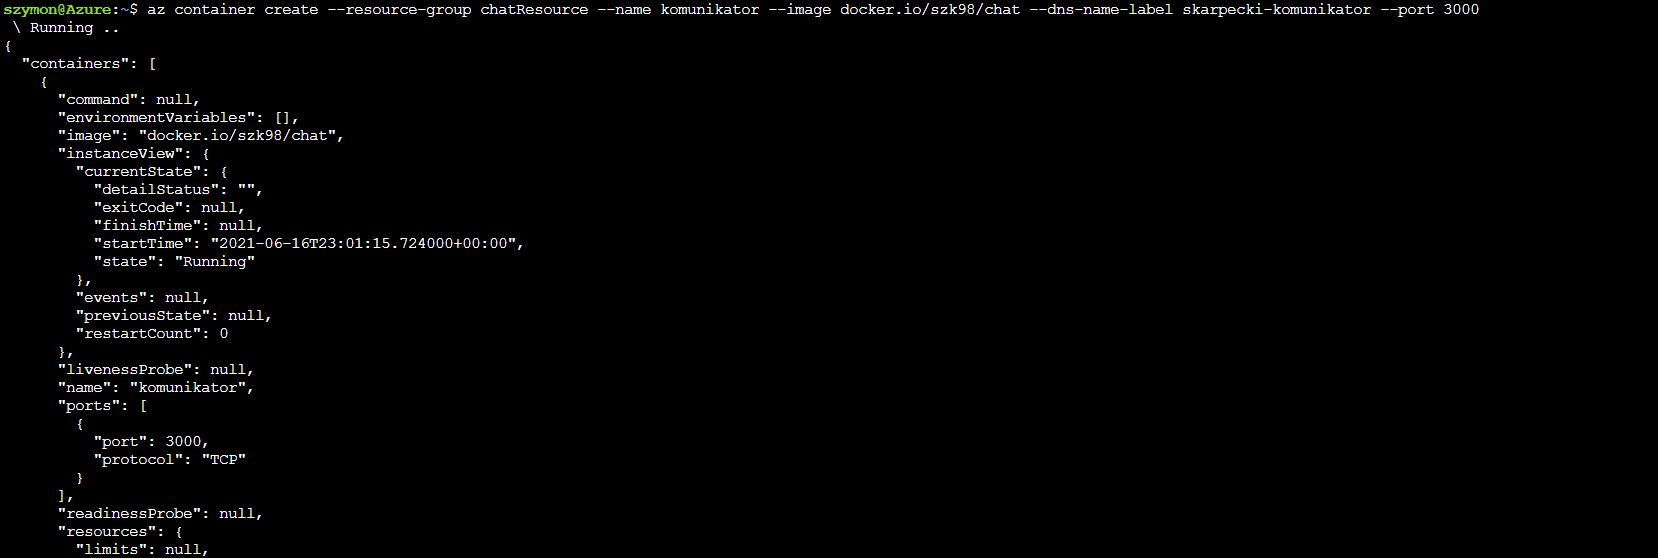 szymon@Azure:~$ az container create --resource-group chatResource --name komunikator --image docker.io/szk98/chat --dns-name-label skarpecki-komunikator --port 3000
 \ Running ..
{
  "containers": [
    {
      "command": null,
      "environmentVariables": [],
      "image": "docker.io/szk98/chat",
      "instanceView": {
        "currentState": {
          "detailStatus": "",
          "exitCode": null,
          "finishTime": null,
          "startTime": "2021-06-16T23:01:15.724000+00:00",
          "state": "Running"
        },
        "events": null,
        "previousState": null,
        "restartCount": 0
      },
      "livenessProbe": null,
      "name": "komunikator",
      "ports": [
        {
          "port": 3000,
          "protocol": "TCP"
        }
      ],
      "readinessProbe": null,
      "resources": {
        "limits": null,